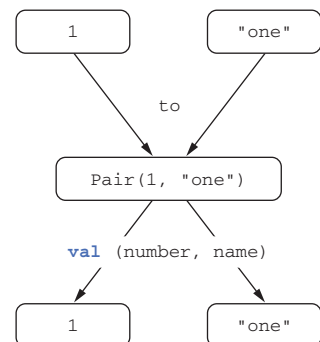 1 "one"
to
Pair(1, "one")
val (number, name)
1 "one"